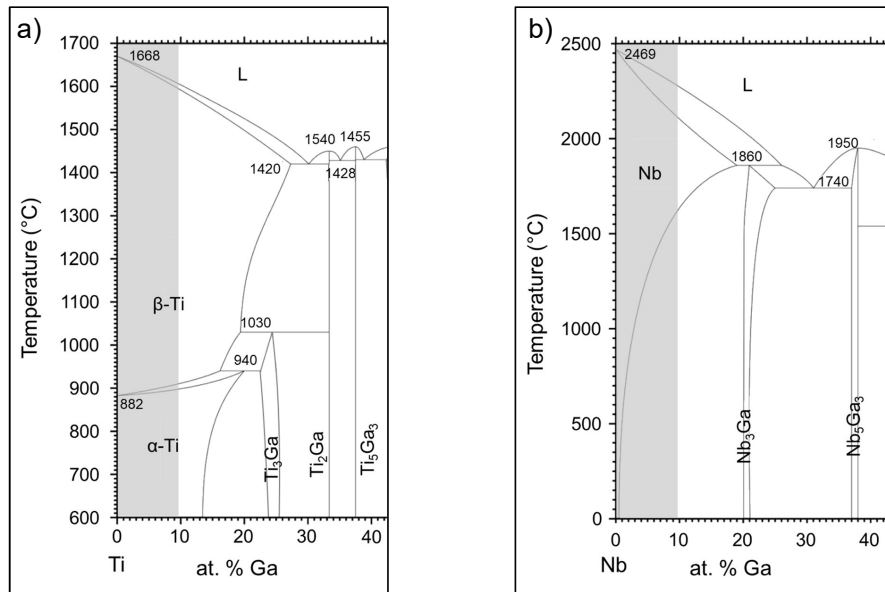 a)
1700
1600
1500
1400
1300
1200
1100
1000
900
800
700
600
Temperature (°C)
1668
L
1540
1455
1420
1428
β-Ti
1030
940
882
α-Ti
Ti₃Ga
Ti₂Ga
Ti₅Ga₃
0
10
20
30
40
Ti
at. % Ga
b)
2500
2000
1500
1000
500
0
Temperature (°C)
2469
L
1950
1860
Nb
1740
Nb₃Ga
Nb₅Ga₃
0
10
20
30
40
Nb
at. % Ga